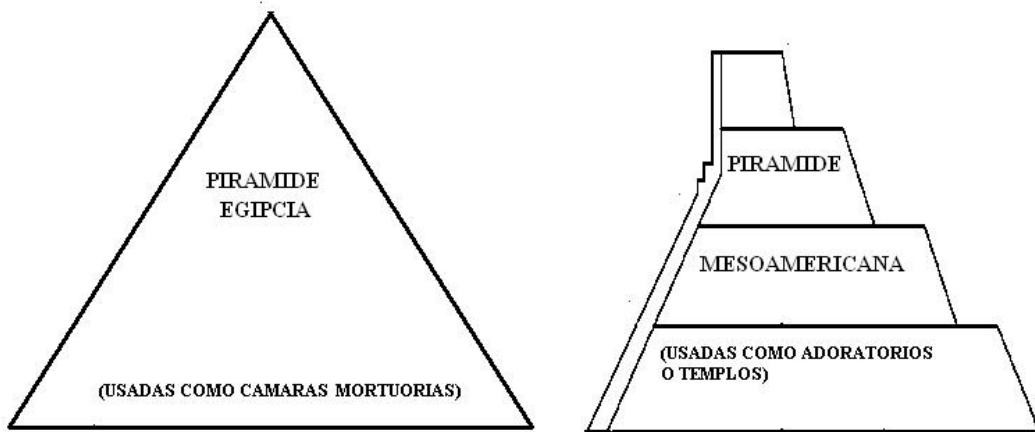 PIRAMIDE
EGIPCIA
(USADAS COMO CAMARAS MORTUORIAS)
PIRAMIDE
MESOAMERICANA
(USADAS COMO ADORATORIOS
O TEMPLOS)